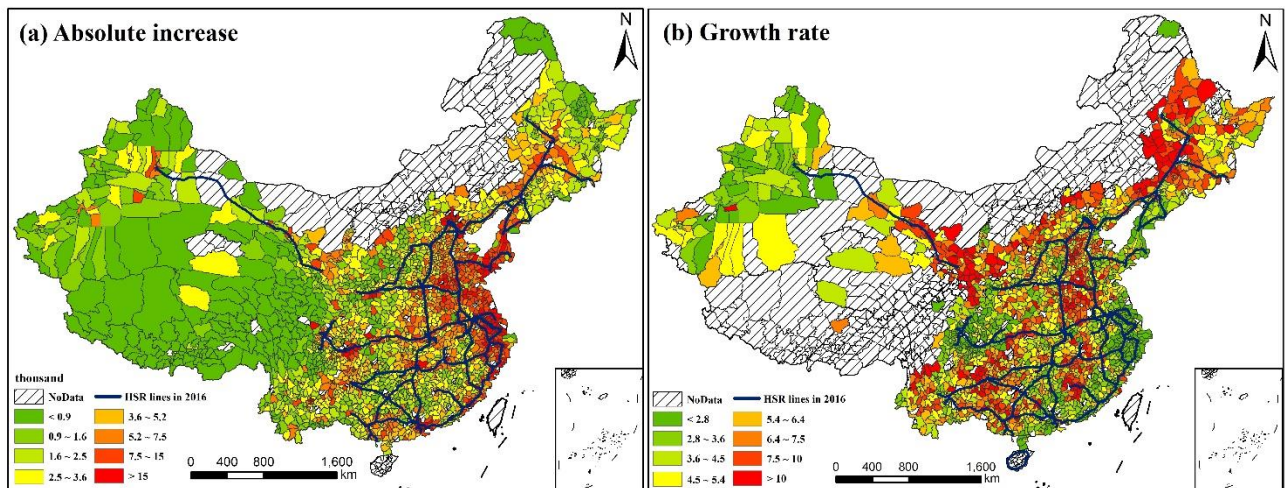 (a) Absolute increase
N
thousand
NoData
HSR lines in 2016
< 0.9
3.6 ~ 5.2
0.9 ~ 1.6
5.2 ~ 7.5
1.6 ~ 2.5
7.5 ~ 15
2.5 ~ 3.6
> 15
0 400 800 1,600
km
(b) Growth rate
N
NoData
HSR lines in 2016
< 2.8
5.4 ~ 6.4
2.8 ~ 3.6
6.4 ~ 7.5
3.6 ~ 4.5
7.5 ~ 10
4.5 ~ 5.4
> 10
0 400 800 1,600
km